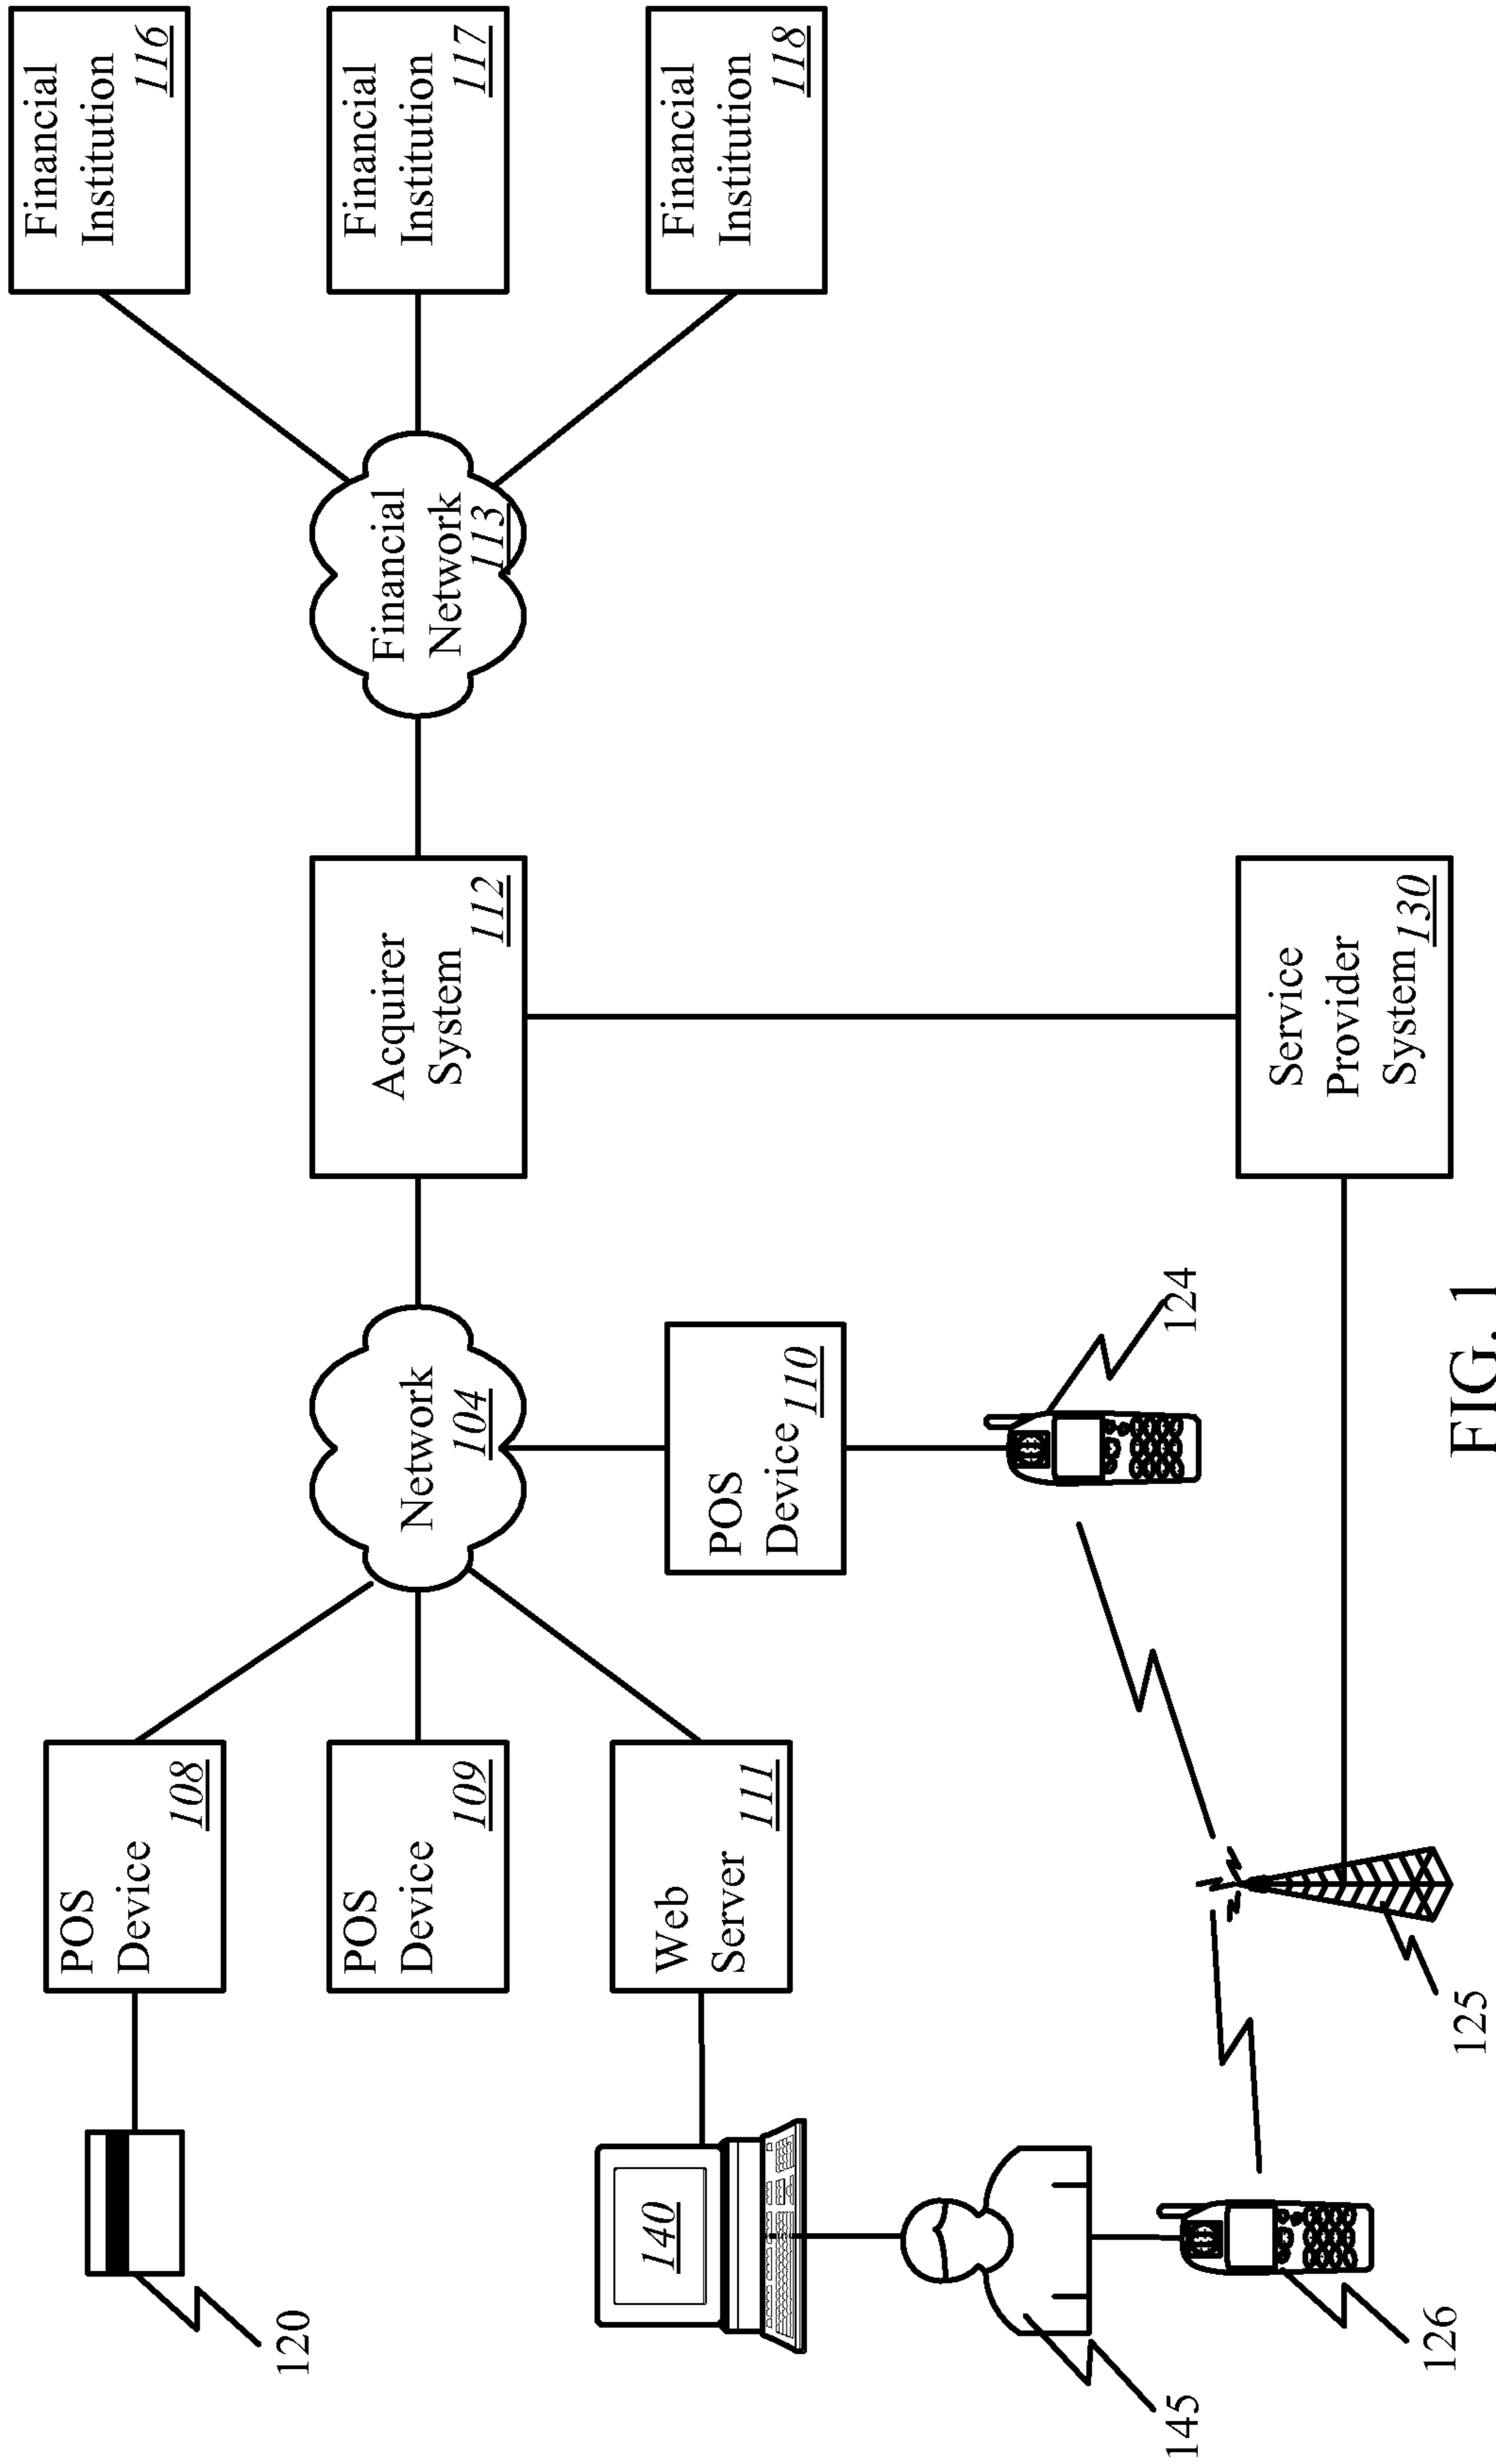 Financial
Institution
116
Financial
Institution
117
Financial
Institution
118
Financial
Network
113
Acquirer
System
112
Service
Provider
System 130
Network
104
POS
Device 110
124
POS
Device
108
POS
Device
109
Web
Server
111
120
140
145
126
125
FIG. 1